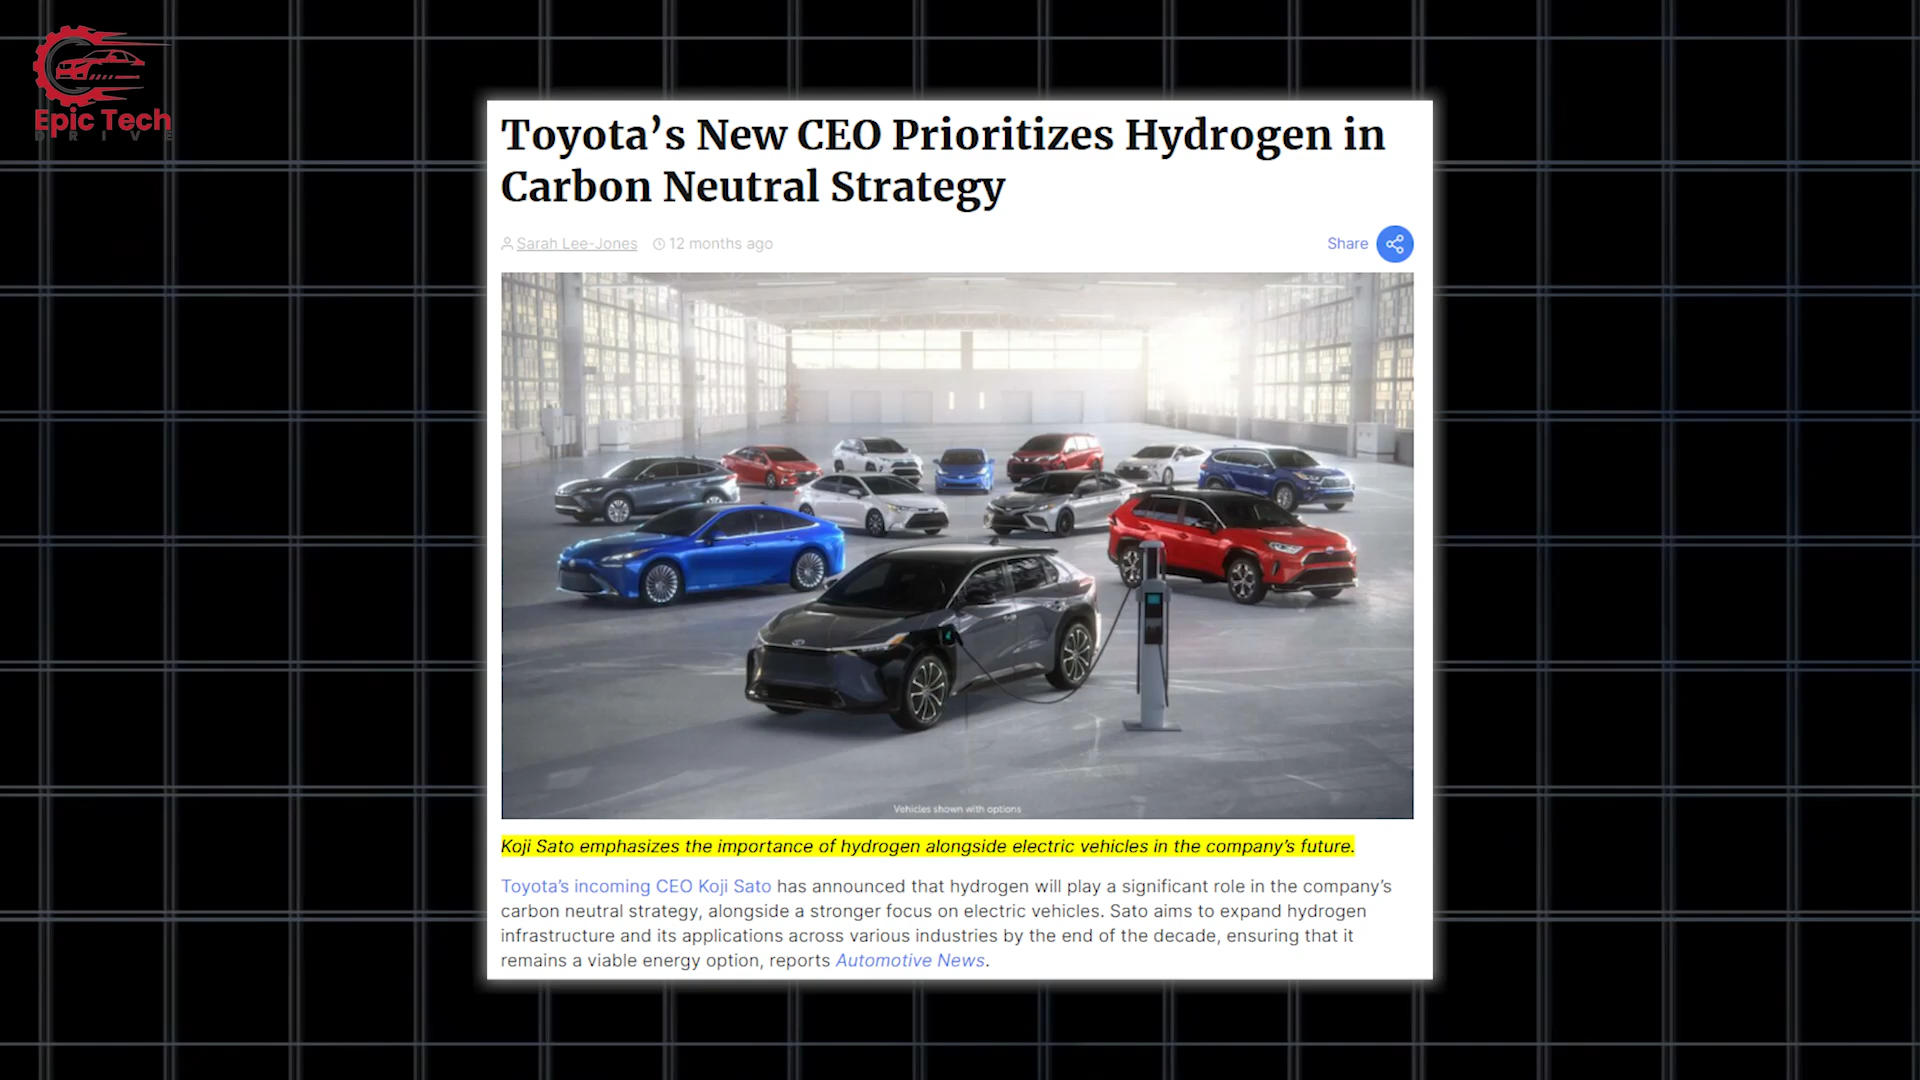 Epic Tech
DRIVE
Toyota’s New CEO Prioritizes Hydrogen in
Carbon Neutral Strategy
Sarah Lee-Jones 12 months ago
Share
Vehicles shown with options
Koji Sato emphasizes the importance of hydrogen alongside electric vehicles in the company’s future.
Toyota’s incoming CEO Koji Sato has announced that hydrogen will play a significant role in the company’s
carbon neutral strategy, alongside a stronger focus on electric vehicles. Sato aims to expand hydrogen
infrastructure and its applications across various industries by the end of the decade, ensuring that it
remains a viable energy option, reports Automotive News.